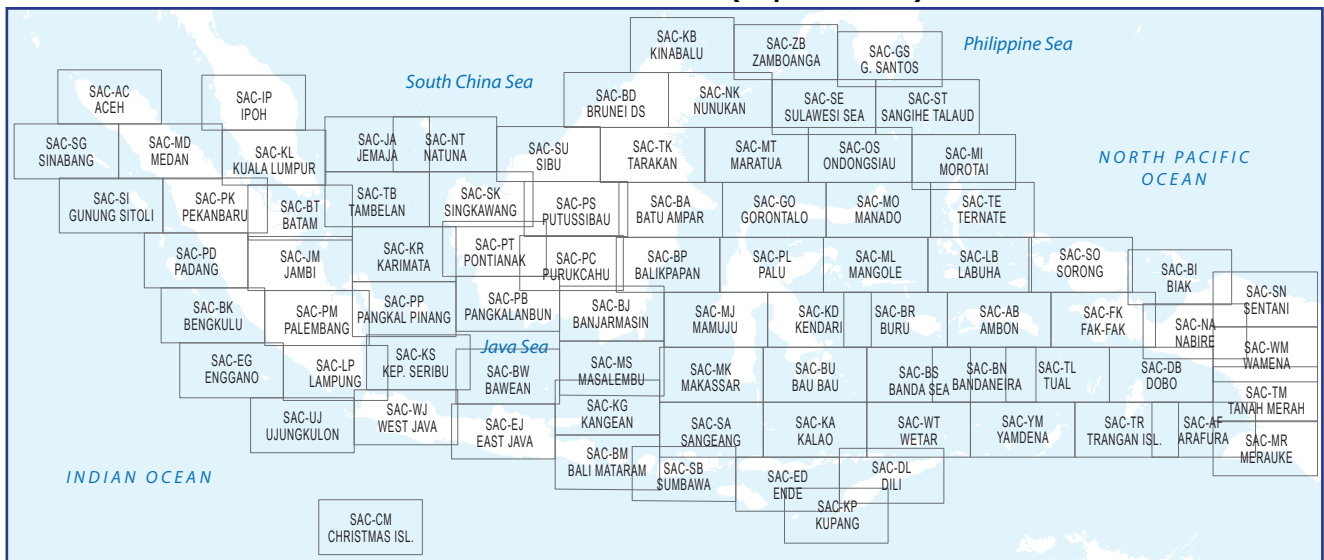 SAC-KB
KINABALU
SAC-ZB
ZAMBOANGA
SAC-GS
G. SANTOS
Philippine Sea
South China Sea
SAC-AC
ACEH
SAC-IP
IPOH
SAC-BD
BRUNEI DS
SAC-NK
NUNUKAN
SAC-SE
SULAWESI SEA
SAC-ST
SANGIHE TALAUD
SAC-SG
SINABANG
SAC-MD
MEDAN
SAC-KL
KUALA LUMPUR
SAC-JA
JEMAJA
SAC-NT
NATUNA
SAC-SU
SIBU
SAC-TK
TARAKAN
SAC-MT
MARATUA
SAC-OS
ONDONGSIAU
SAC-MI
MOROTAI
NORTH PACIFIC
OCEAN
SAC-SI
GUNUNG SITOLI
SAC-PK
PEKANBARU
SAC-BT
BATAM
SAC-TB
TAMBELAN
SAC-SK
SINGKAWANG
SAC-PS
PUTUSSIBAU
SAC-BA
BATU AMPAR
SAC-GO
GORONTALO
SAC-MO
MANADO
SAC-TE
TERNATE
SAC-PD
PADANG
SAC-JM
JAMBI
SAC-KR
KARIMATA
SAC-PT
PONTIANAK
SAC-PC
PURUKCAHU
SAC-BP
BALIKPAPAN
SAC-PL
PALU
SAC-ML
MANGOLE
SAC-LB
LABUHA
SAC-SO
SORONG
SAC-BI
BIAK
SAC-SN
SENTANI
SAC-BK
BENGKULU
SAC-PM
PALEMBANG
SAC-PP
PANGKAL PINANG
SAC-PB
PANGKALANBUN
SAC-BJ
BANJARMASIN
SAC-MJ
MAMUJU
SAC-KD
KENDARI
SAC-BR
BURU
SAC-AB
AMBON
SAC-FK
FAK-FAK
SAC-NA
NABIRE
SAC-WM
WAMENA
Java Sea
SAC-EG
ENGGANO
SAC-LP
LAMPUNG
SAC-KS
KEP. SERIBU
SAC-BW
BAWEAN
SAC-MS
MASALEMBU
SAC-MK
MAKASSAR
SAC-BU
BAU BAU
SAC-BS
BANDA SEA
SAC-BN
BANDANEIRA
SAC-TL
TUAL
SAC-DB
DOBO
SAC-TM
TANAH MERAH
SAC-UJ
UJUNGKULON
SAC-WJ
WEST JAVA
SAC-EJ
EAST JAVA
SAC-KG
KANGEAN
SAC-SA
SANGEANG
SAC-KA
KALAO
SAC-WT
WETAR
SAC-YM
YAMDENA
SAC-TR
TRANGAN ISL.
SAC-AF
ARAFURA
SAC-MR
MERAUKE
SAC-BM
BALI MATARAM
SAC-SB
SUMBAWA
SAC-ED
ENDE
SAC-DL
DILI
SAC-KP
KUPANG
INDIAN OCEAN
SAC-CM
CHRISTMAS ISL.